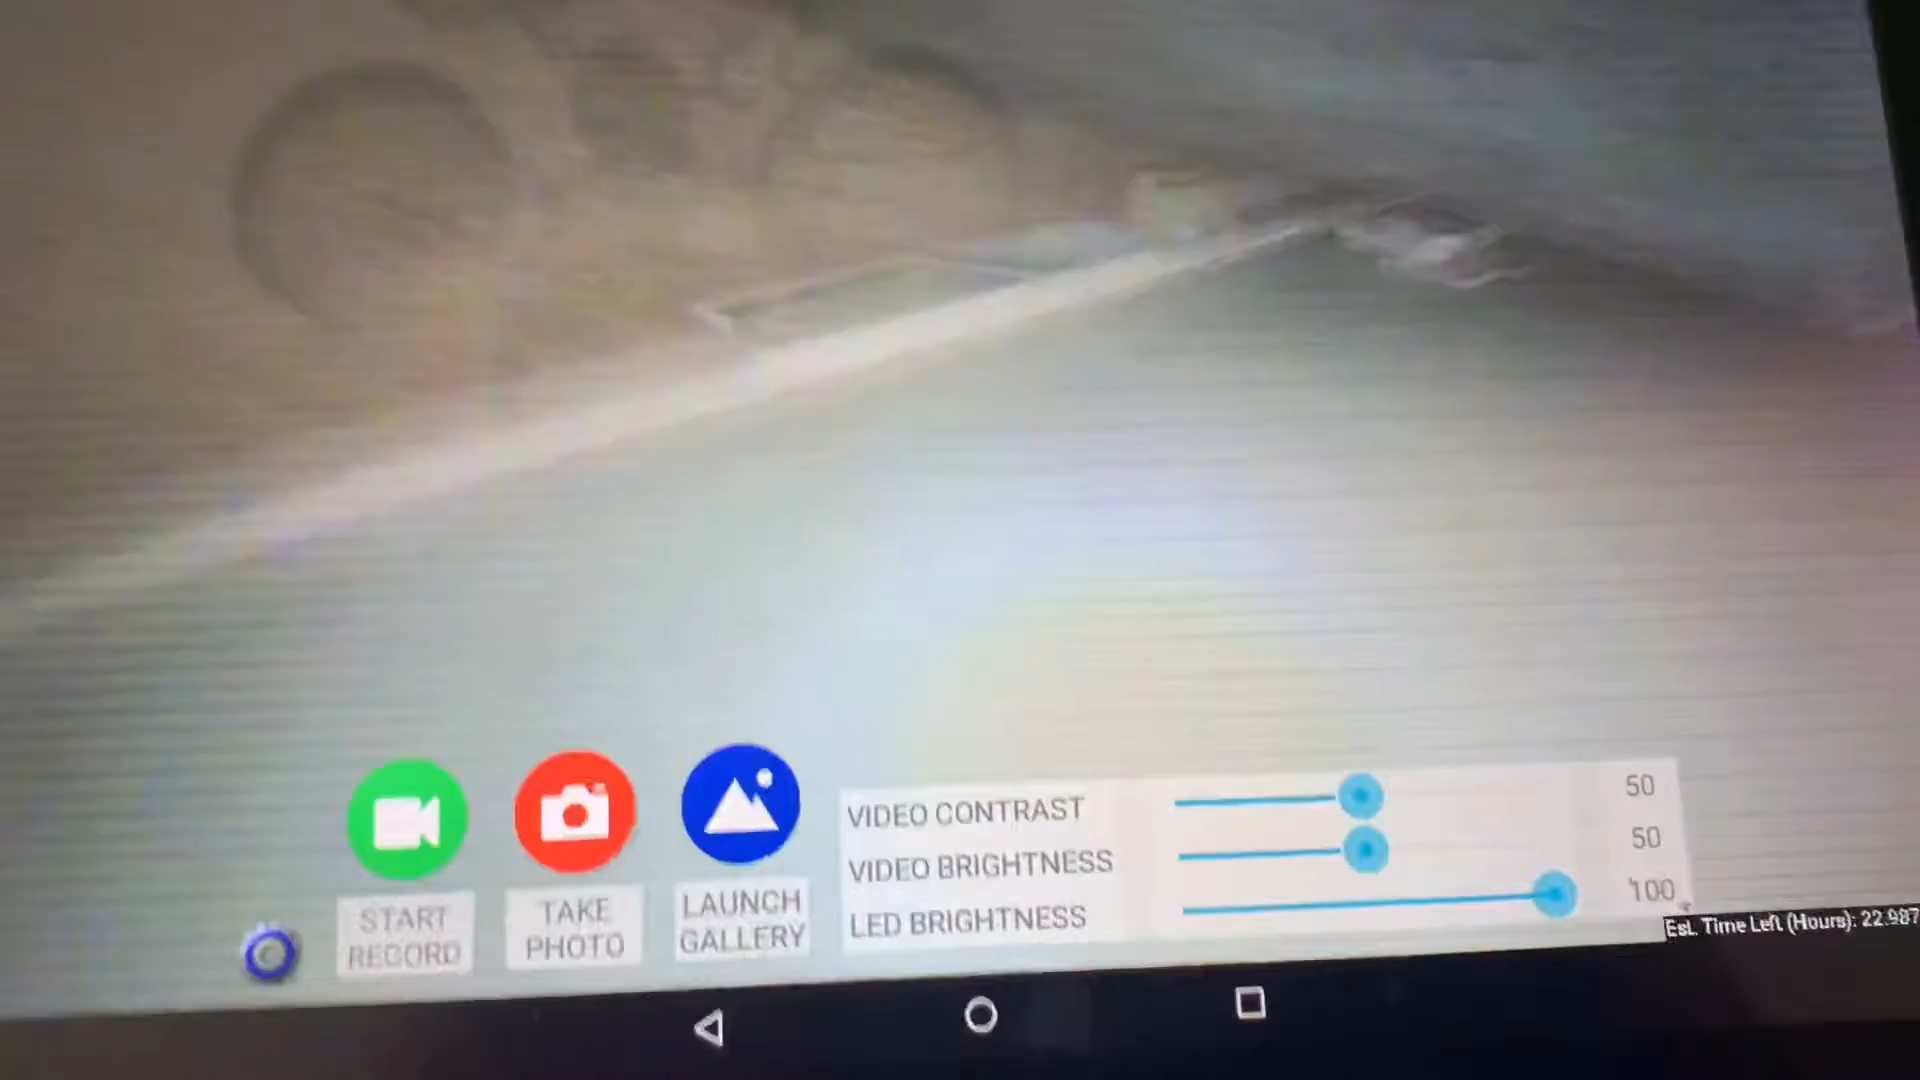 START
RECORD
TAKE
PHOTO
LAUNCH
GALLERY
VIDEO CONTRAST 50
VIDEO BRIGHTNESS 50
LED BRIGHTNESS 100
Est. Time Left (Hours): 22.987